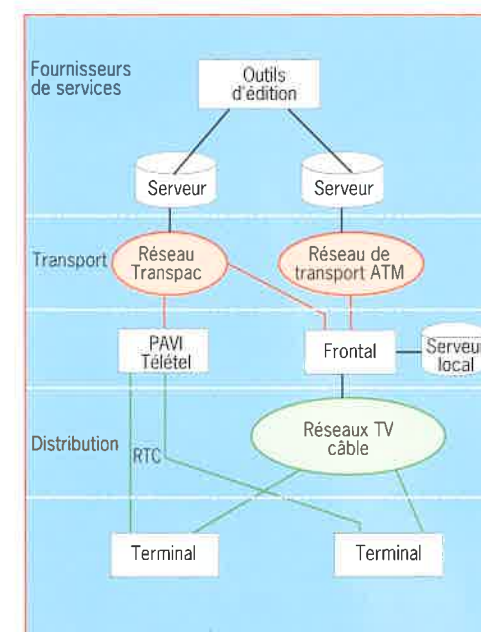 Fournisseurs
de services
Outils
d'édition
Serveur
Serveur
Transport
Réseau
Transpac
Réseau de
transport ATM
PAVI
Télétel
Frontal
Serveur
local
Distribution
RTC
Réseaux TV
câble
Terminal
Terminal